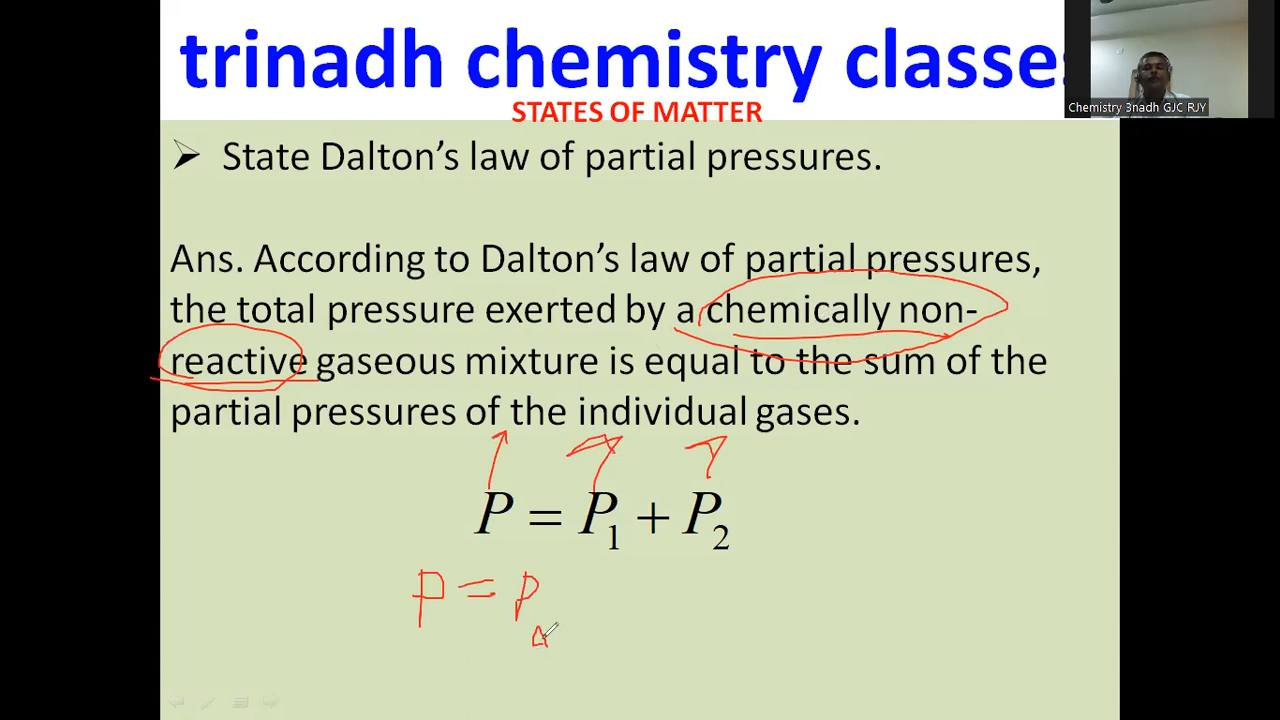 trinadh chemistry classes
STATES OF MATTER
Chemistry 3nadh GJC RJY
➢ State Dalton’s law of partial pressures.
Ans. According to Dalton’s law of partial pressures,
the total pressure exerted by a chemically non-
reactive gaseous mixture is equal to the sum of the
partial pressures of the individual gases.
P = P₁ + P₂
P = P_A